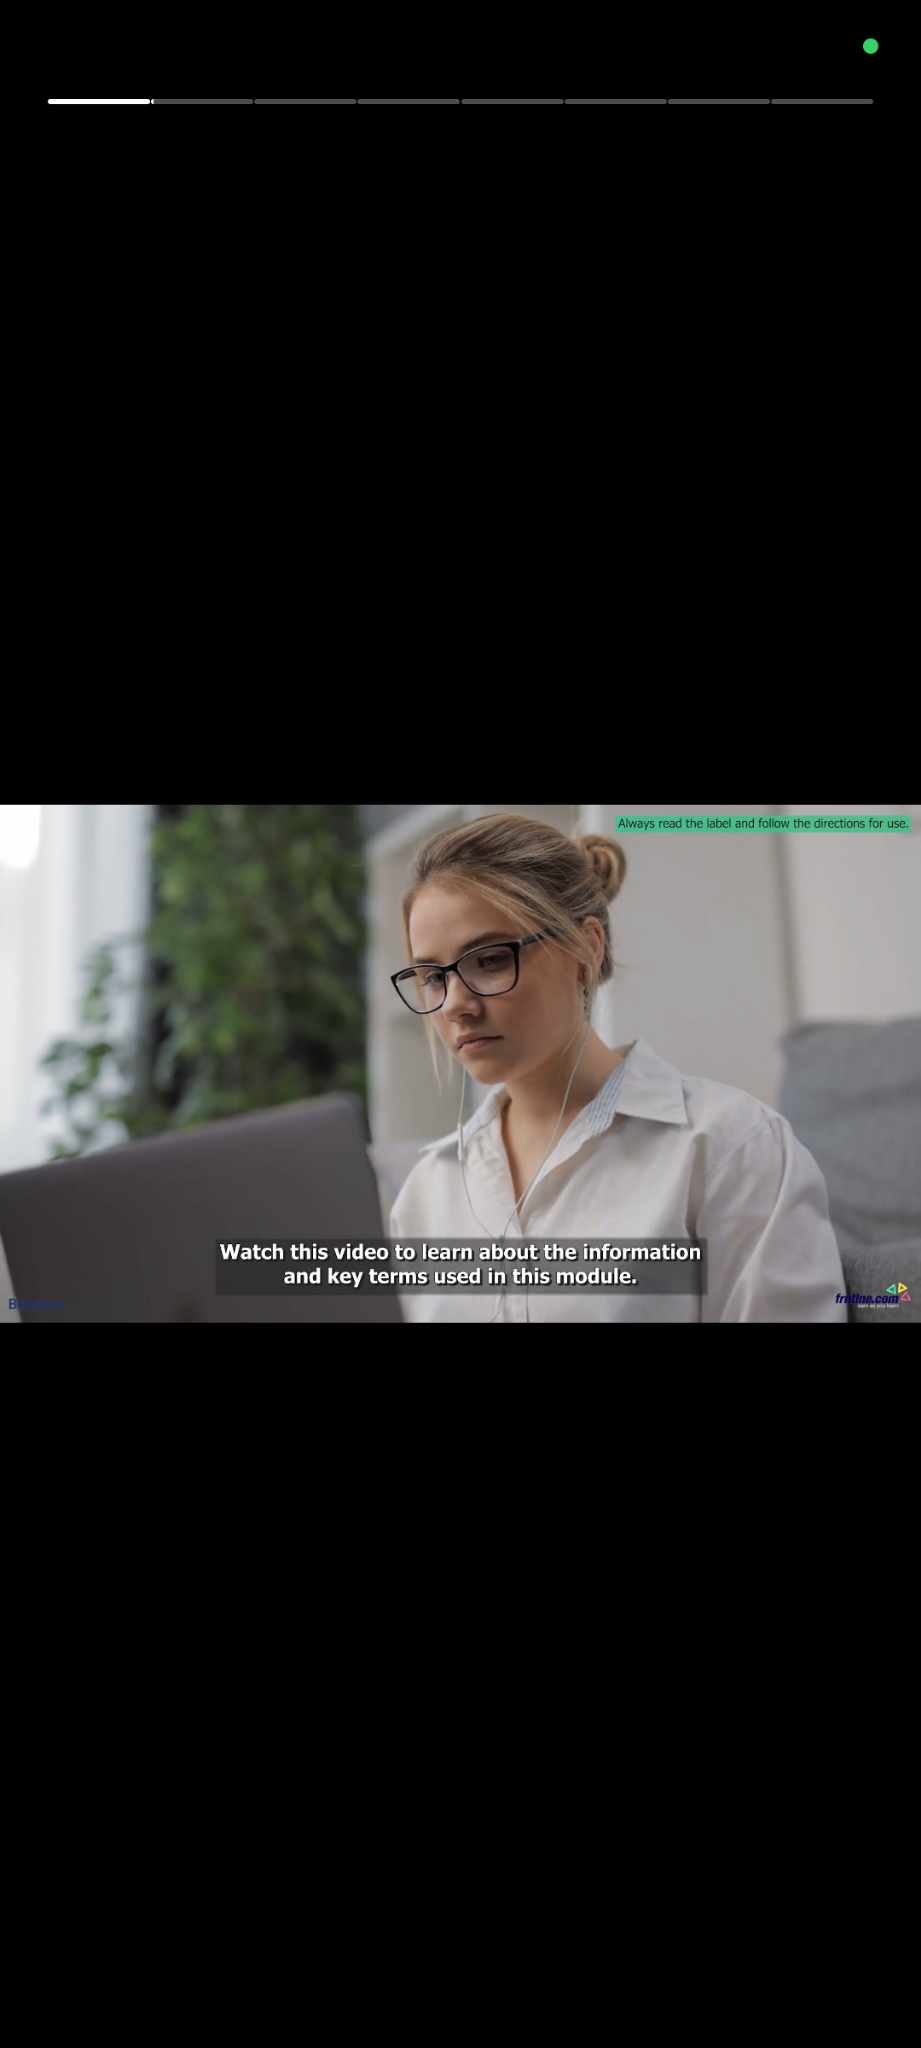 Always read the label and follow the directions for use.
Watch this video to learn about the information
and key terms used in this module.
frntlne.com